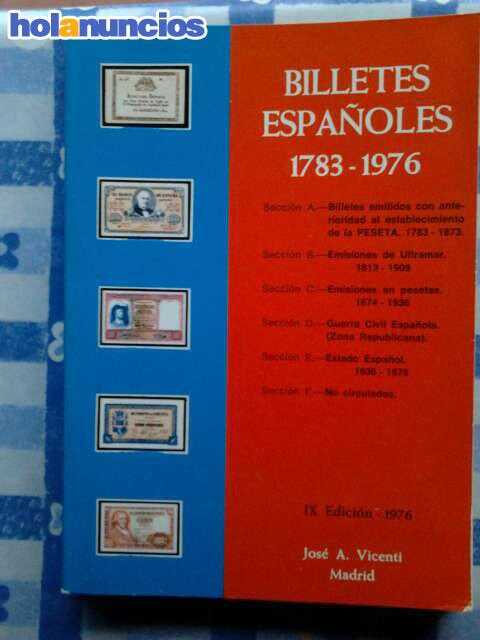 holanuncios
BILLETES
ESPAÑOLES
1783 - 1976
Sección A.—Billetes emitidos con ante-
rioridad al establecimiento
de la PESETA. 1783 - 1873.
Sección B.—Emisiones de Ultramar.
1813 - 1909
Sección C.—Emisiones en pesetas.
1874 - 1936
Sección D.—Guerra Civil Española.
(Zona Republicana).
Sección E.—Estado Español.
1936 - 1976
Sección F.—No circulados.
IX Edición - 1976
José A. Vicenti
Madrid